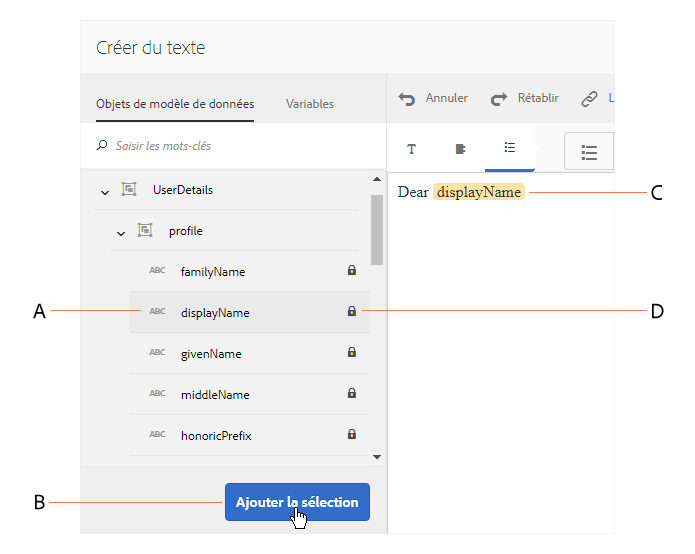 Créer du texte
Objets de modèle de données Variables
Annuler Rétablir L
Saisir les mots-clés
T
UserDetails
Dear displayName C
profile
ABC familyName
A ABC displayName D
ABC givenName
ABC middleName
ABC honoricPrefix
B Ajouter la sélection